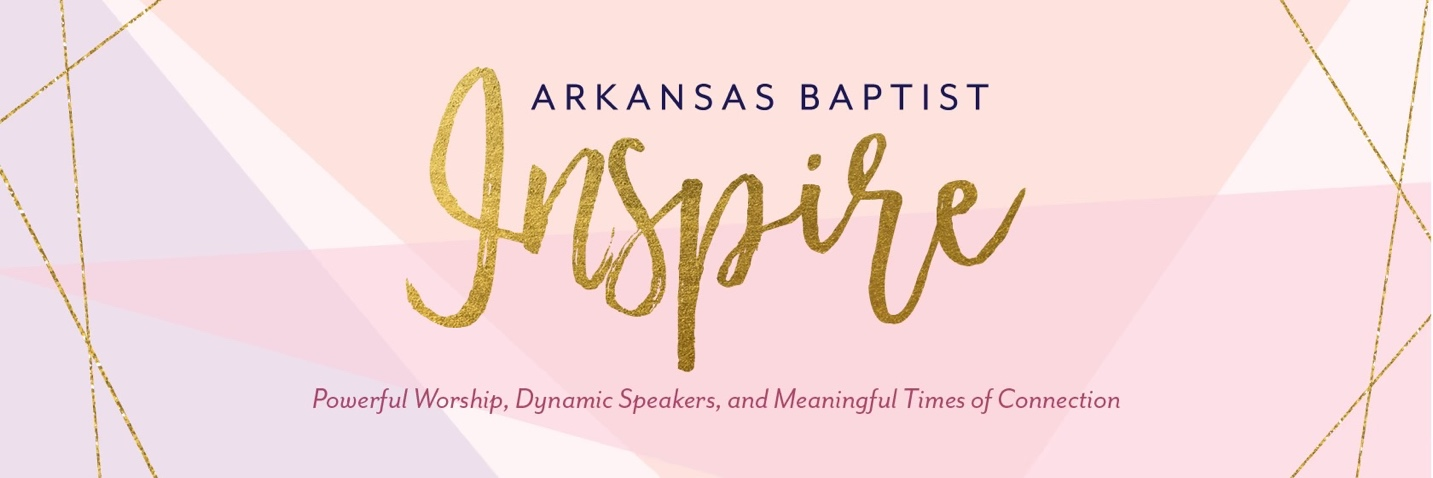 ARKANSAS BAPTIST
Inspire
Powerful Worship, Dynamic Speakers, and Meaningful Times of Connection